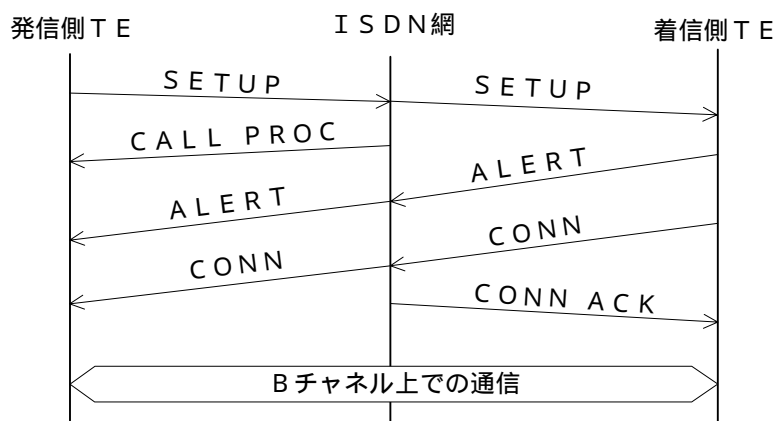 発信側ＴＥ
ＩＳＤＮ網
着信側ＴＥ
ＳＥＴＵＰ
ＳＥＴＵＰ
ＣＡＬＬ ＰＲＯＣ
ＡＬＥＲＴ
ＡＬＥＲＴ
ＣＯＮＮ
ＣＯＮＮ
ＣＯＮＮ ＡＣＫ
Ｂチャネル上での通信